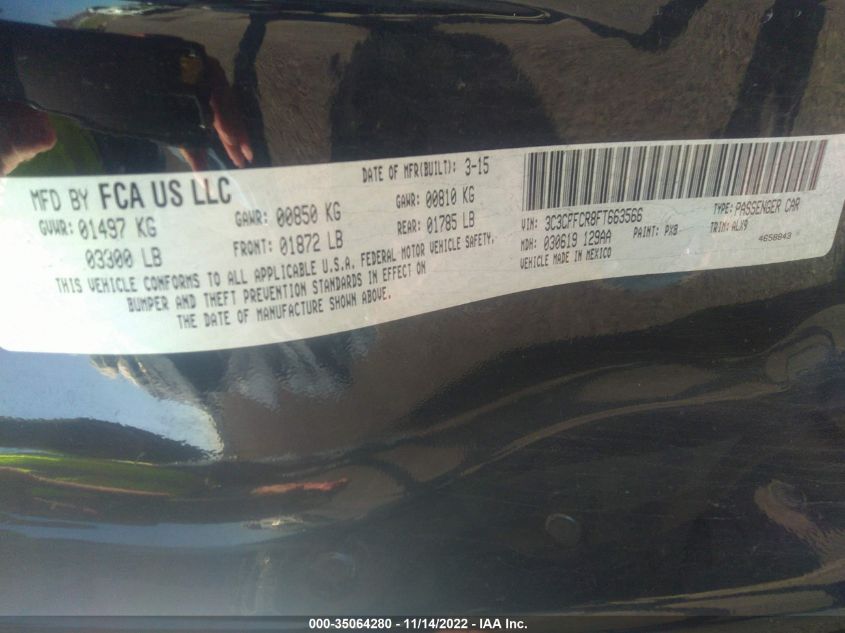 MFD BY FCA US LLC
DATE OF MFR(BUILT): 3-15
GVWR: 01497 KG
GAWR: 00850 KG
GAWR: 00810 KG
03300 LB
FRONT: 01872 LB
REAR: 01785 LB
THIS VEHICLE CONFORMS TO ALL APPLICABLE U.S.A. FEDERAL MOTOR VEHICLE SAFETY,
BUMPER AND THEFT PREVENTION STANDARDS IN EFFECT ON
THE DATE OF MANUFACTURE SHOWN ABOVE.
VIN: 3C3CFFCR8FT663566
TYPE: PASSENGER CAR
MDH: 030619 129AA
PAINT: PX8
TRIM: ALX9
VEHICLE MADE IN MEXICO
4656843
000-35064280 - 11/14/2022 - IAA Inc.